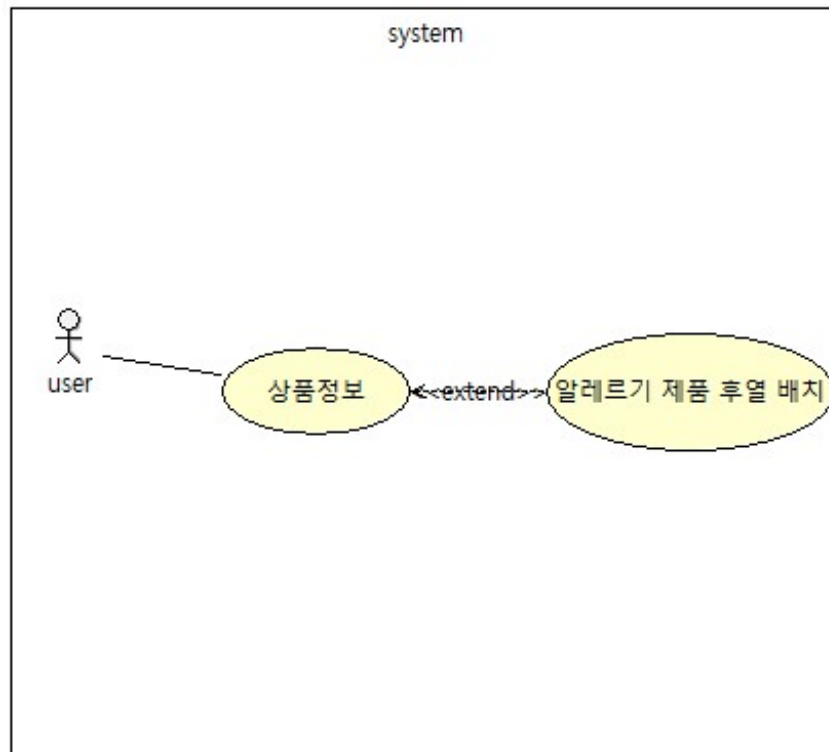 system
user
상품정보
<<extend>>
알레르기 제품 후열 배치